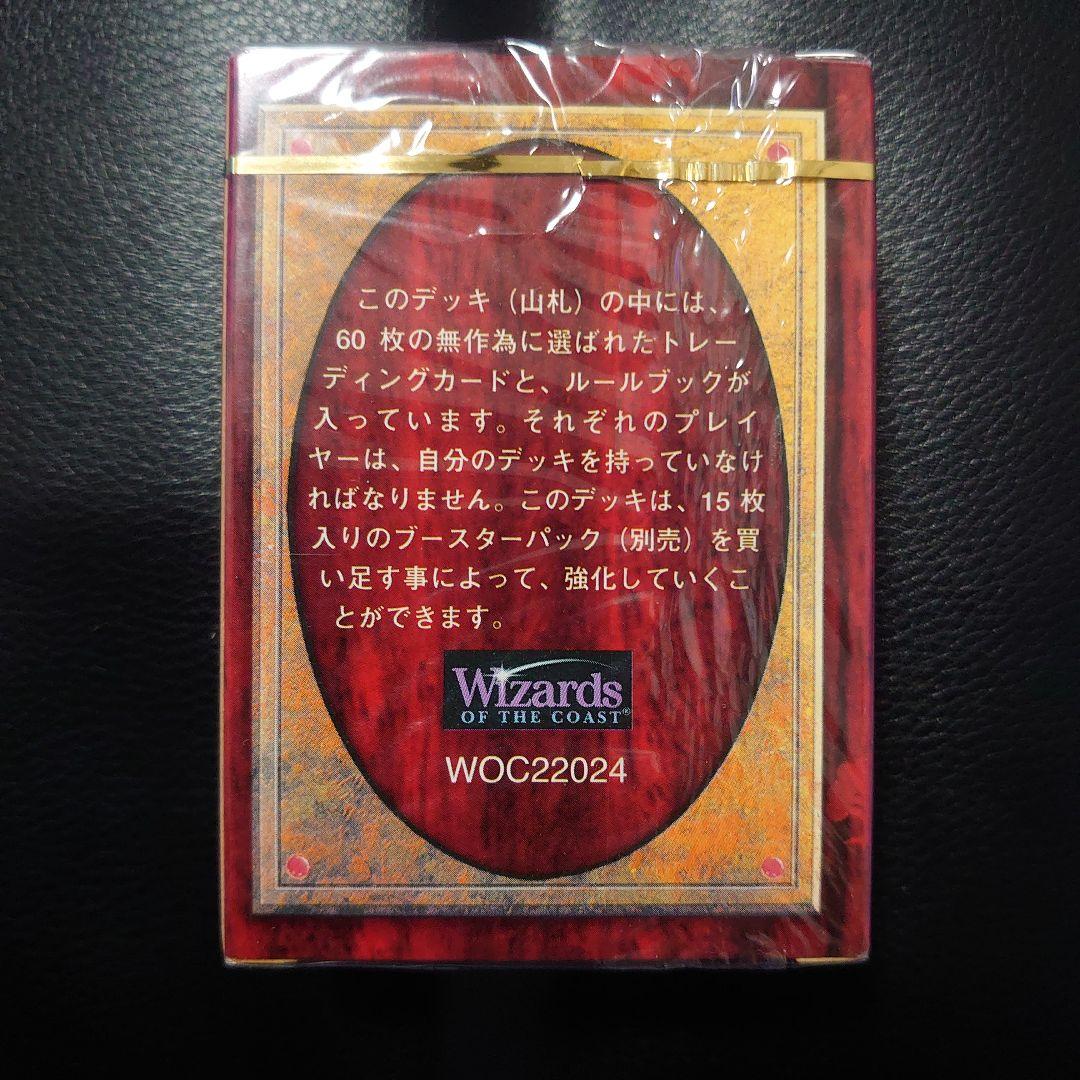 このデッキ（山札）の中には、
60 枚の無作為に選ばれたトレー
ディングカードと、ルールブックが
入っています。それぞれのプレイ
ヤーは、自分のデッキを持っていなけ
ればなりません。このデッキは、15 枚
入りのブースターパック（別売）を買
い足す事によって、強化していくこ
とができます。
Wizards
OF THE COAST®
WOC22024